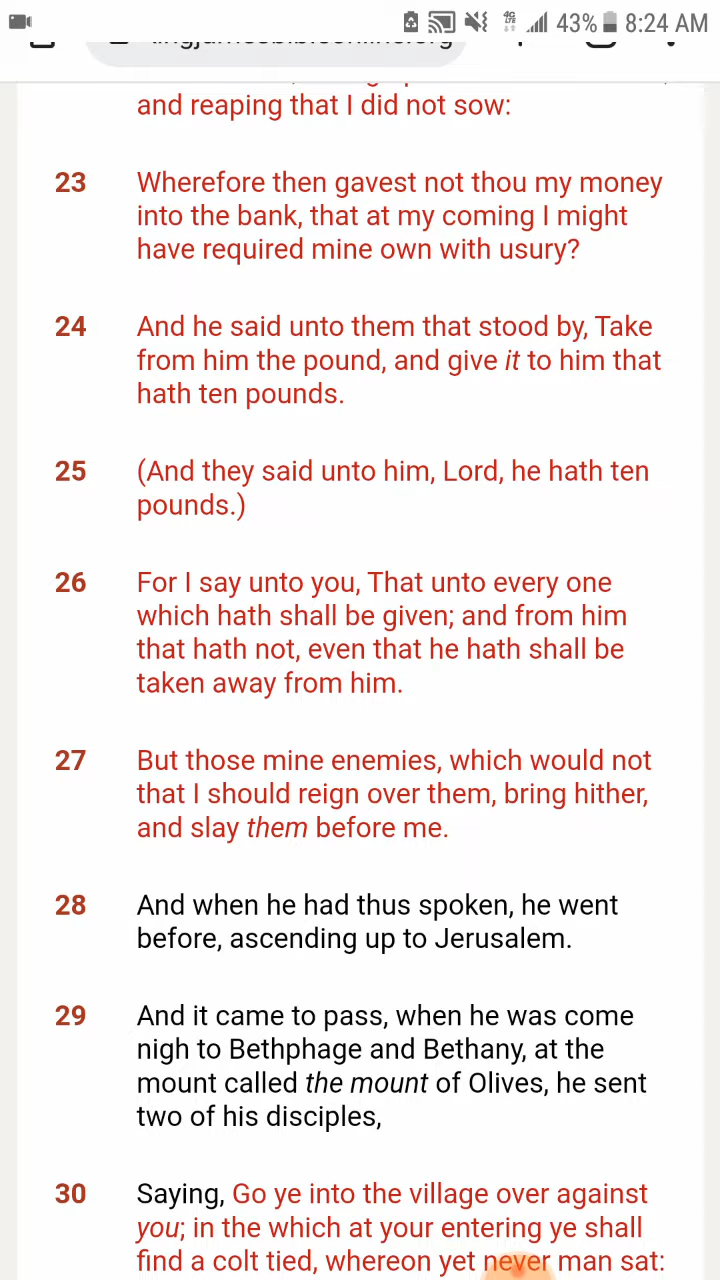 4G
LTE
43%
8:24 AM
and reaping that I did not sow:
23 Wherefore then gavest not thou my money
into the bank, that at my coming I might
have required mine own with usury?
24 And he said unto them that stood by, Take
from him the pound, and give it to him that
hath ten pounds.
25 (And they said unto him, Lord, he hath ten
pounds.)
26 For I say unto you, That unto every one
which hath shall be given; and from him
that hath not, even that he hath shall be
taken away from him.
27 But those mine enemies, which would not
that I should reign over them, bring hither,
and slay them before me.
28 And when he had thus spoken, he went
before, ascending up to Jerusalem.
29 And it came to pass, when he was come
nigh to Bethphage and Bethany, at the
mount called the mount of Olives, he sent
two of his disciples,
30 Saying, Go ye into the village over against
you; in the which at your entering ye shall
find a colt tied, whereon yet never man sat: